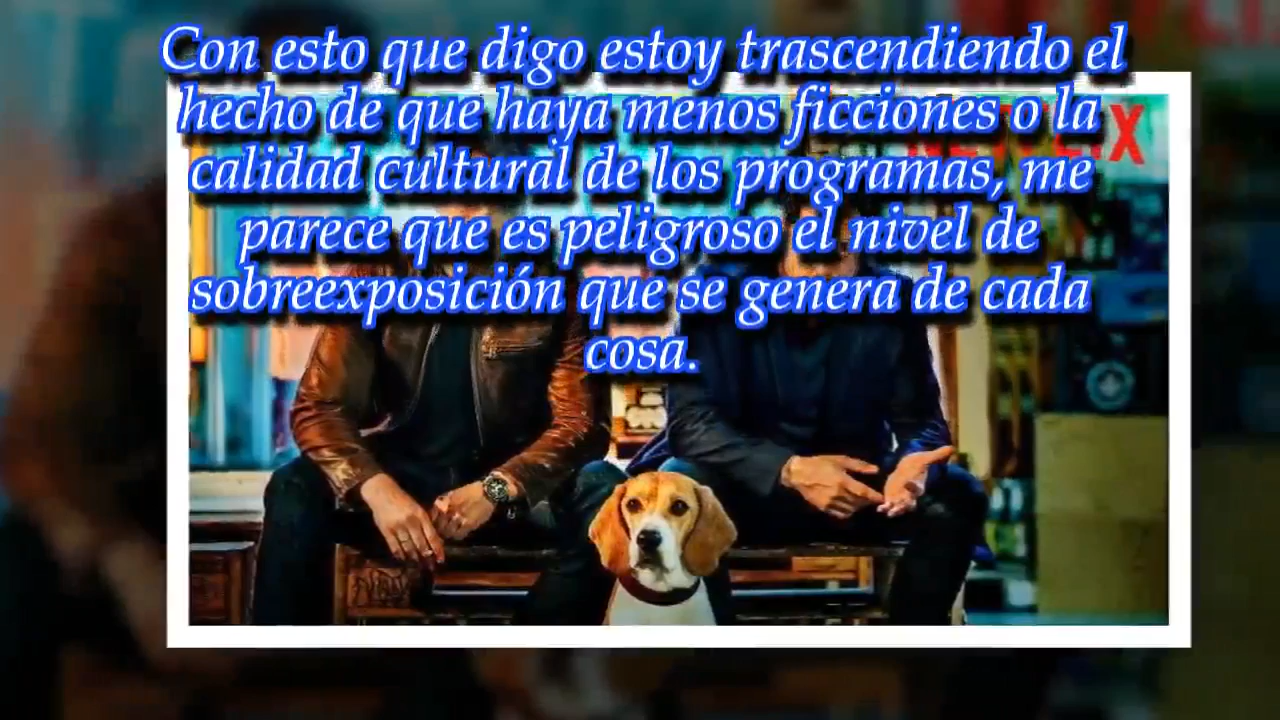 Con esto que digo estoy trascendiendo el
hecho de que haya menos ficciones o la
calidad cultural de los programas, me
parece que es peligroso el nivel de
sobreexposición que se genera de cada
cosa.